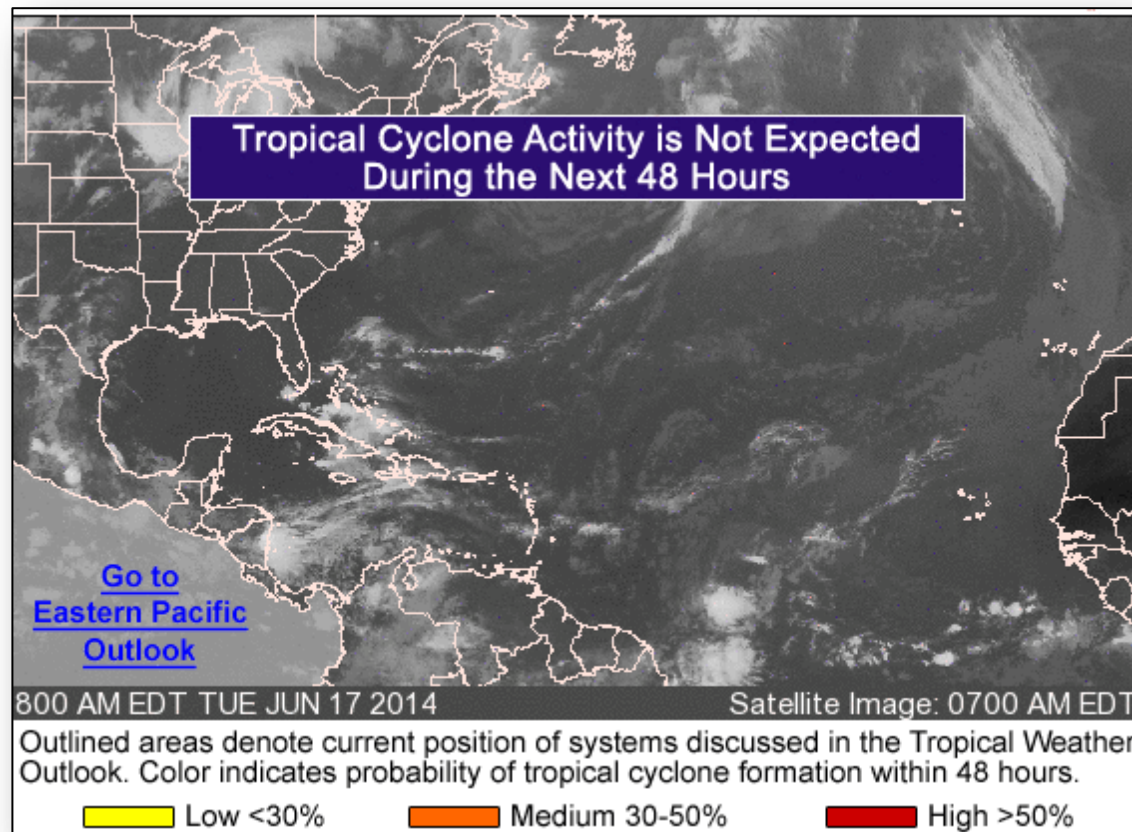 Tropical Cyclone Activity is Not Expected
During the Next 48 Hours
Go to
Eastern Pacific
Outlook
800 AM EDT TUE JUN 17 2014
Satellite Image: 0700 AM EDT
Outlined areas denote current position of systems discussed in the Tropical Weather
Outlook. Color indicates probability of tropical cyclone formation within 48 hours.
Low <30%
Medium 30-50%
High >50%